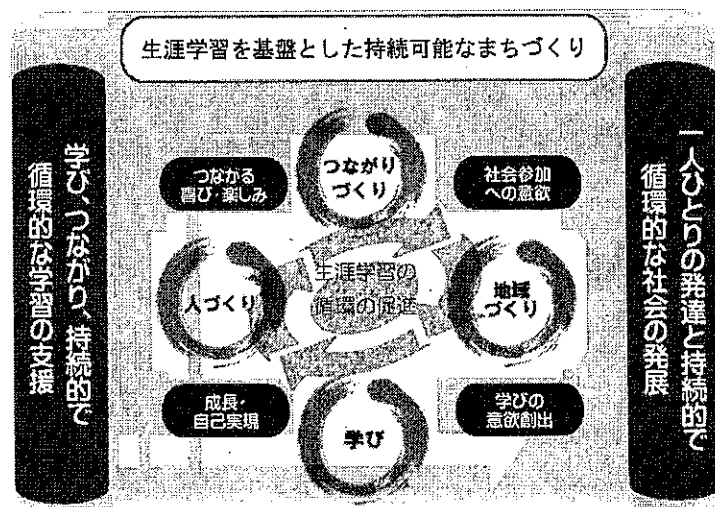 生涯学習を基盤とした持続可能なまちづくり
学び、つながり、持続的で
循環的な学習の支援
つながる
喜び・楽しみ
つながり
づくり
社会参加
への意欲
人づくり
生涯学習の
循環の促進
地域
づくり
成長・
自己実現
学び
学びの
意欲創出
一人ひとりの発達と持続的で
循環的な社会の発展